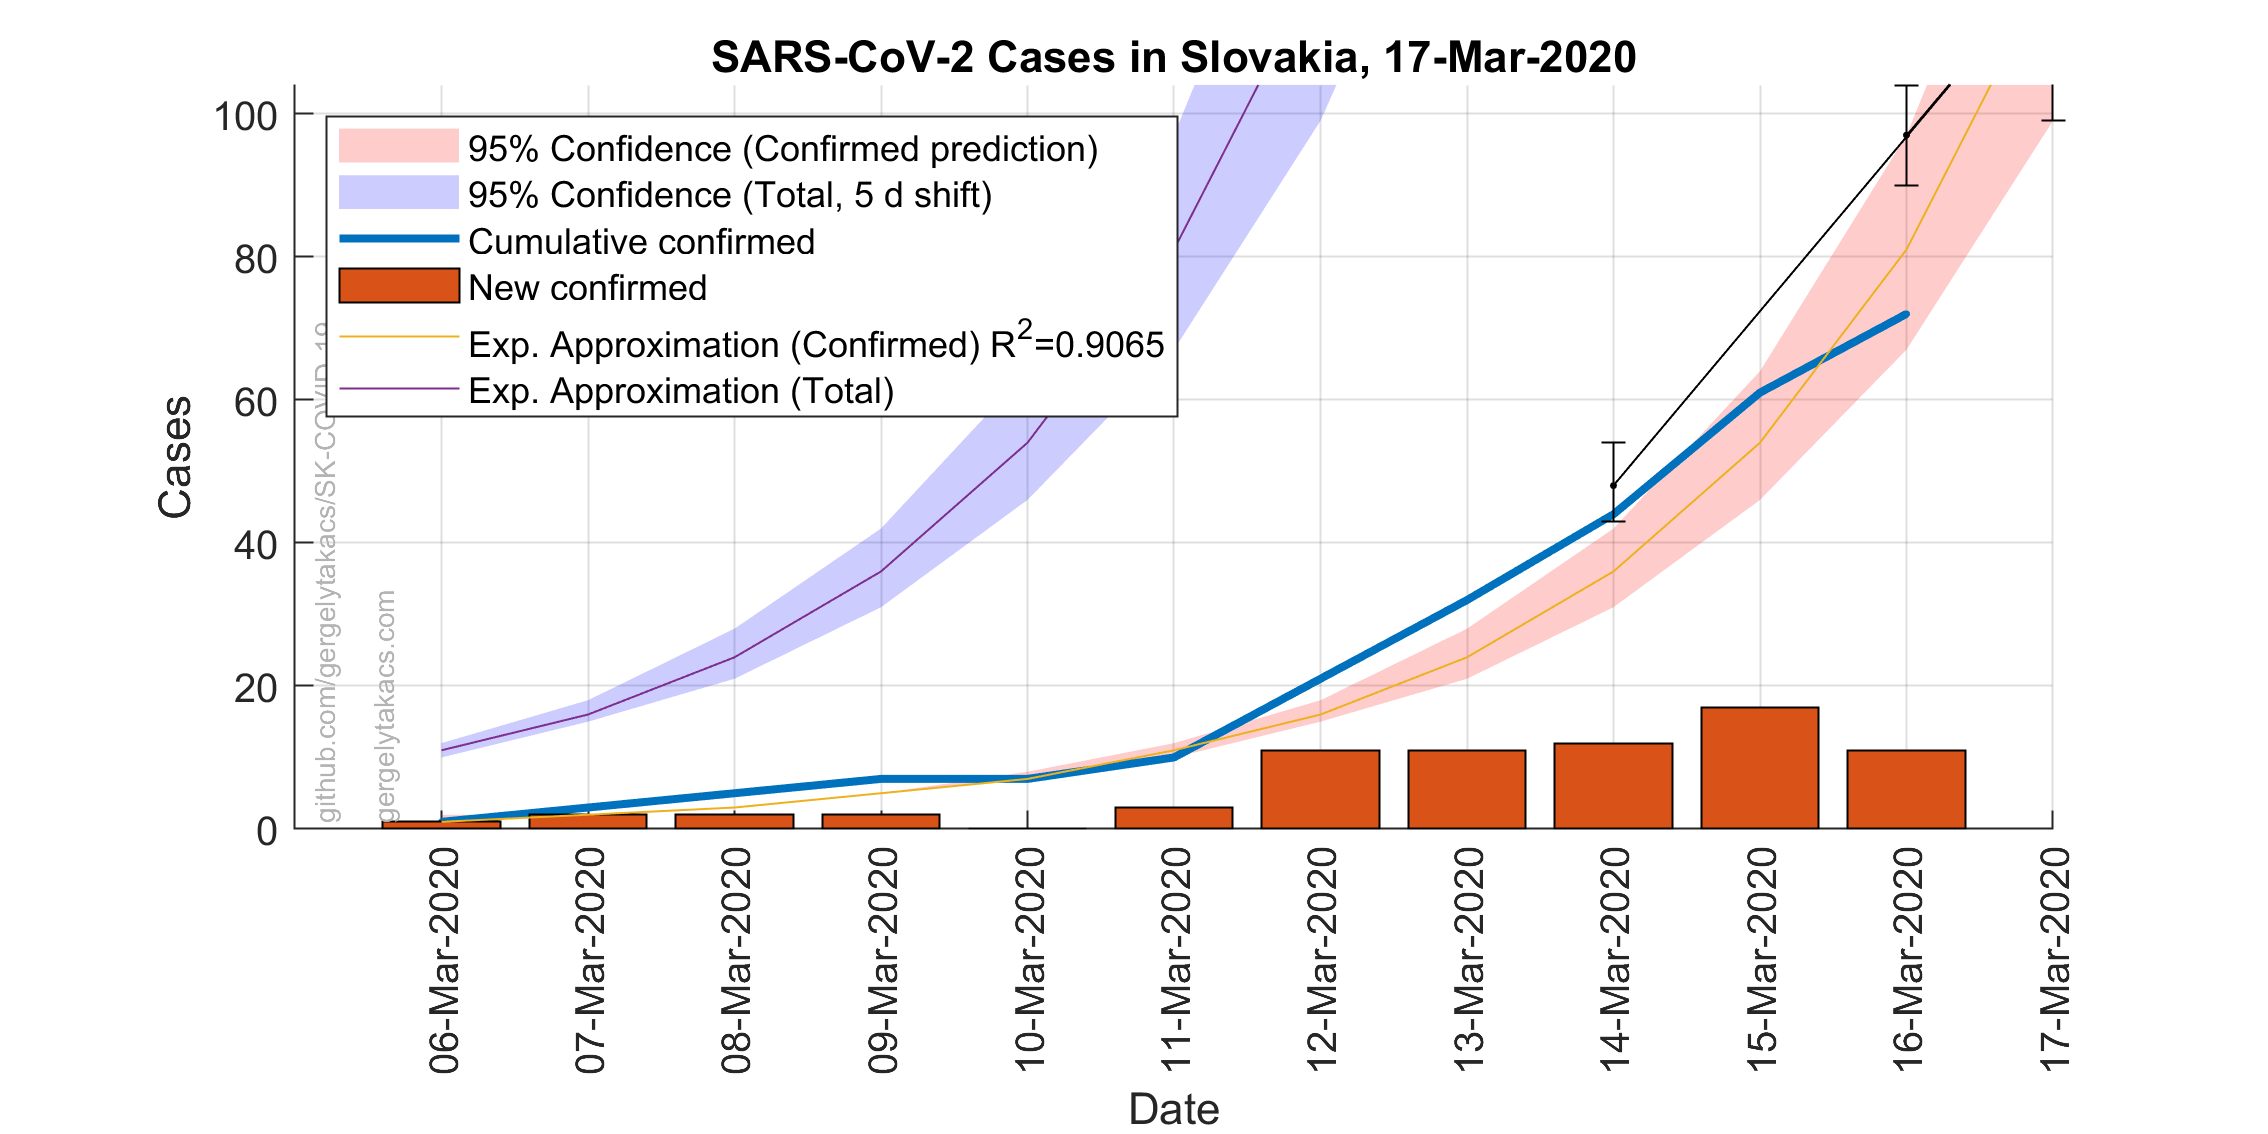 SARS-CoV-2 Cases in Slovakia, 17-Mar-2020
100
80
60
40
20
0
Cases
95% Confidence (Confirmed prediction)
95% Confidence (Total, 5 d shift)
Cumulative confirmed
New confirmed
Exp. Approximation (Confirmed) R²=0.9065
Exp. Approximation (Total)
github.com/gergelytakacs/SK-COVID-19
gergelytakacs.com
06-Mar-2020
07-Mar-2020
08-Mar-2020
09-Mar-2020
10-Mar-2020
11-Mar-2020
12-Mar-2020
13-Mar-2020
14-Mar-2020
15-Mar-2020
16-Mar-2020
17-Mar-2020
Date